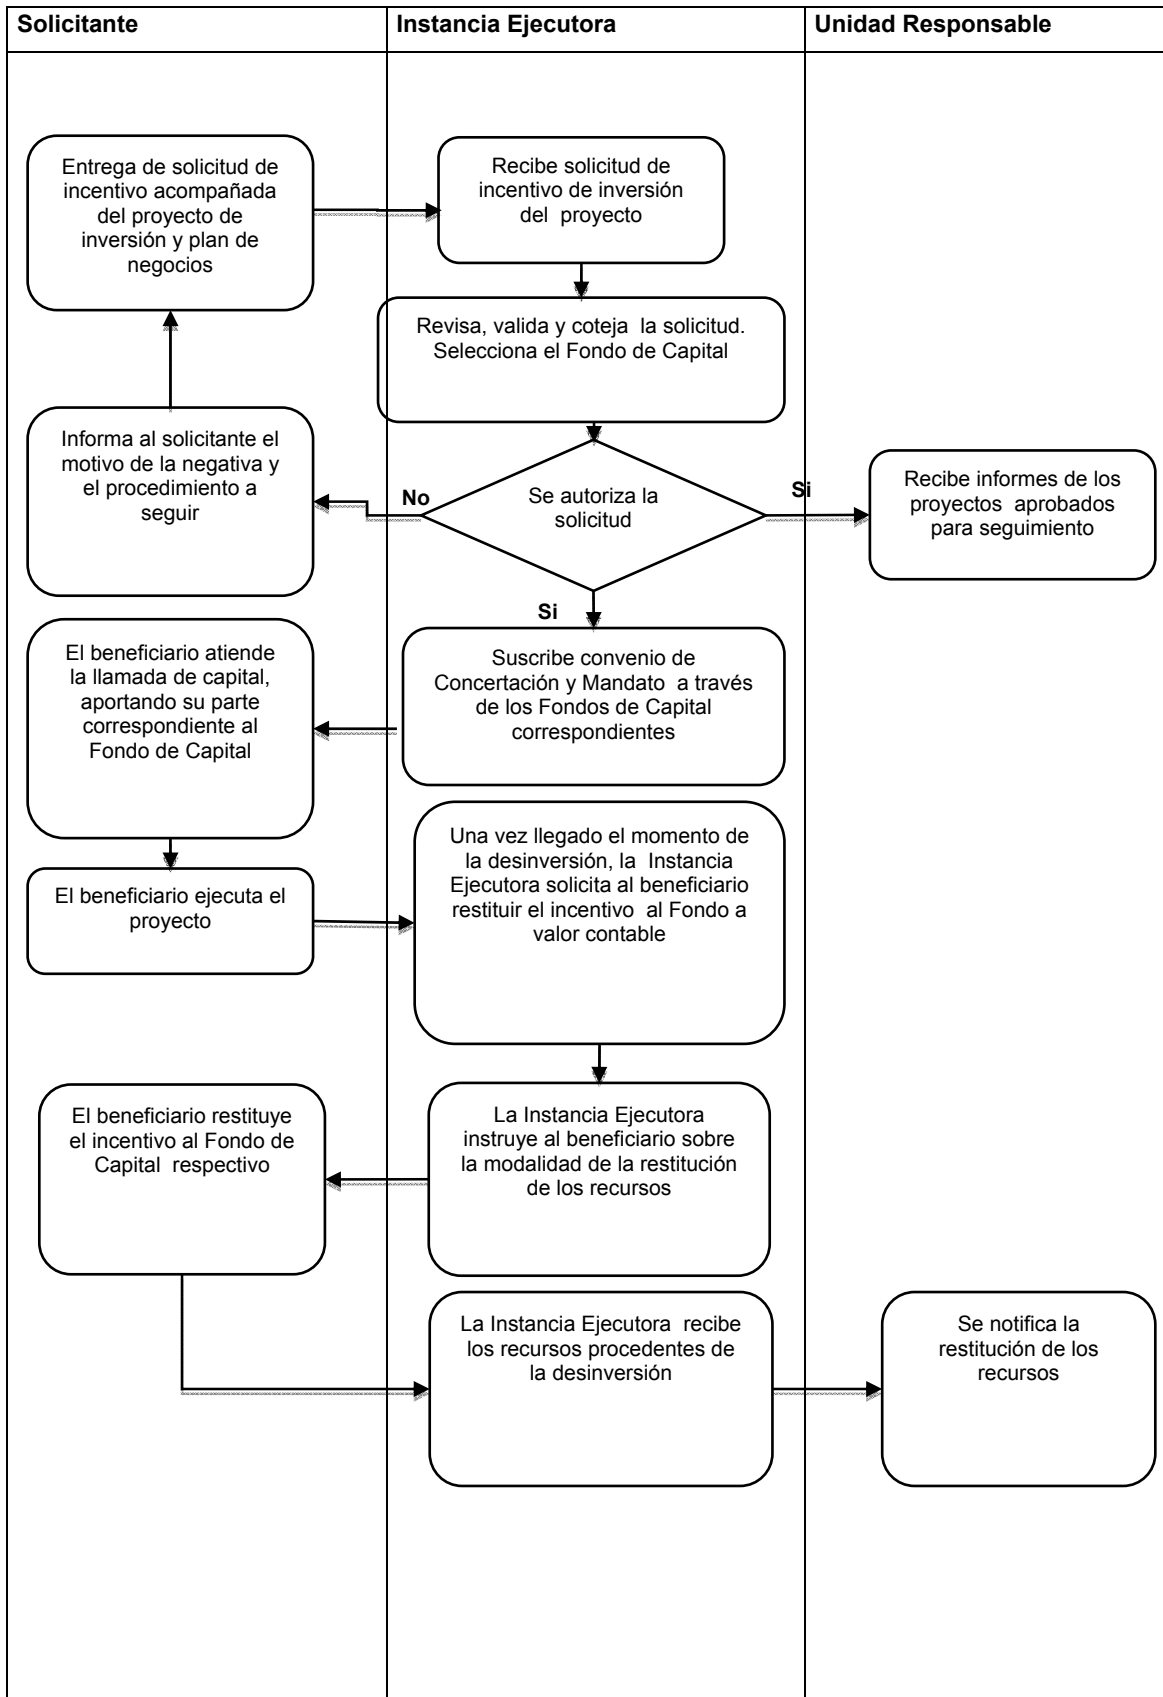 Solicitante
Instancia Ejecutora
Unidad Responsable
Entrega de solicitud de
incentivo acompañada
del proyecto de
inversión y plan de
negocios
Recibe solicitud de
incentivo de inversión
del proyecto
Revisa, valida y coteja la solicitud.
Selecciona el Fondo de Capital
Informa al solicitante el
motivo de la negativa y
el procedimiento a
seguir
No
Se autoriza la
solicitud
Si
Recibe informes de los
proyectos aprobados
para seguimiento
Si
El beneficiario atiende
la llamada de capital,
aportando su parte
correspondiente al
Fondo de Capital
Suscribe convenio de
Concertación y Mandato a través
de los Fondos de Capital
correspondientes
El beneficiario ejecuta el
proyecto
Una vez llegado el momento de
la desinversión, la Instancia
Ejecutora solicita al beneficiario
restituir el incentivo al Fondo a
valor contable
La Instancia Ejecutora
instruye al beneficiario sobre
la modalidad de la restitución
de los recursos
El beneficiario restituye
el incentivo al Fondo de
Capital respectivo
La Instancia Ejecutora recibe
los recursos procedentes de
la desinversión
Se notifica la
restitución de los
recursos